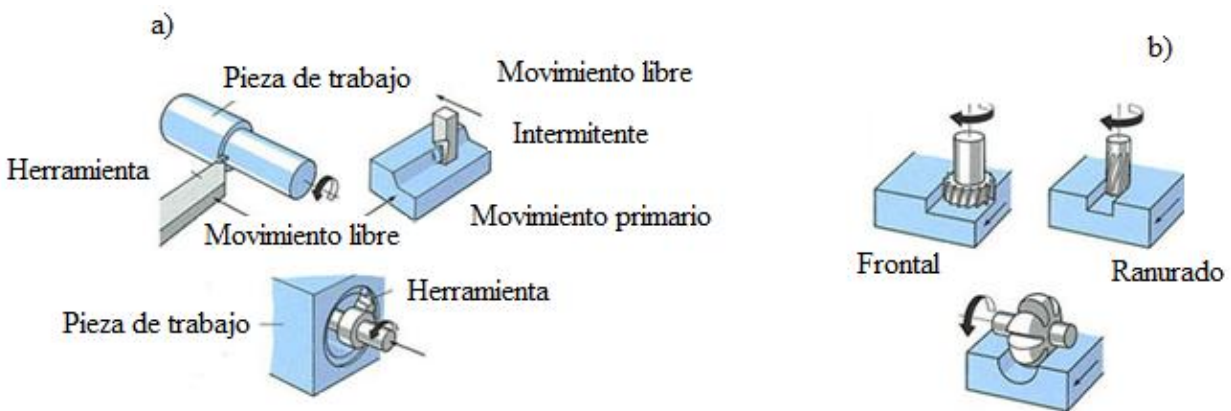 a)
Pieza de trabajo
Herramienta
Movimiento libre
Movimiento libre
Intermitente
Movimiento primario
Pieza de trabajo
Herramienta
b)
Frontal
Ranurado